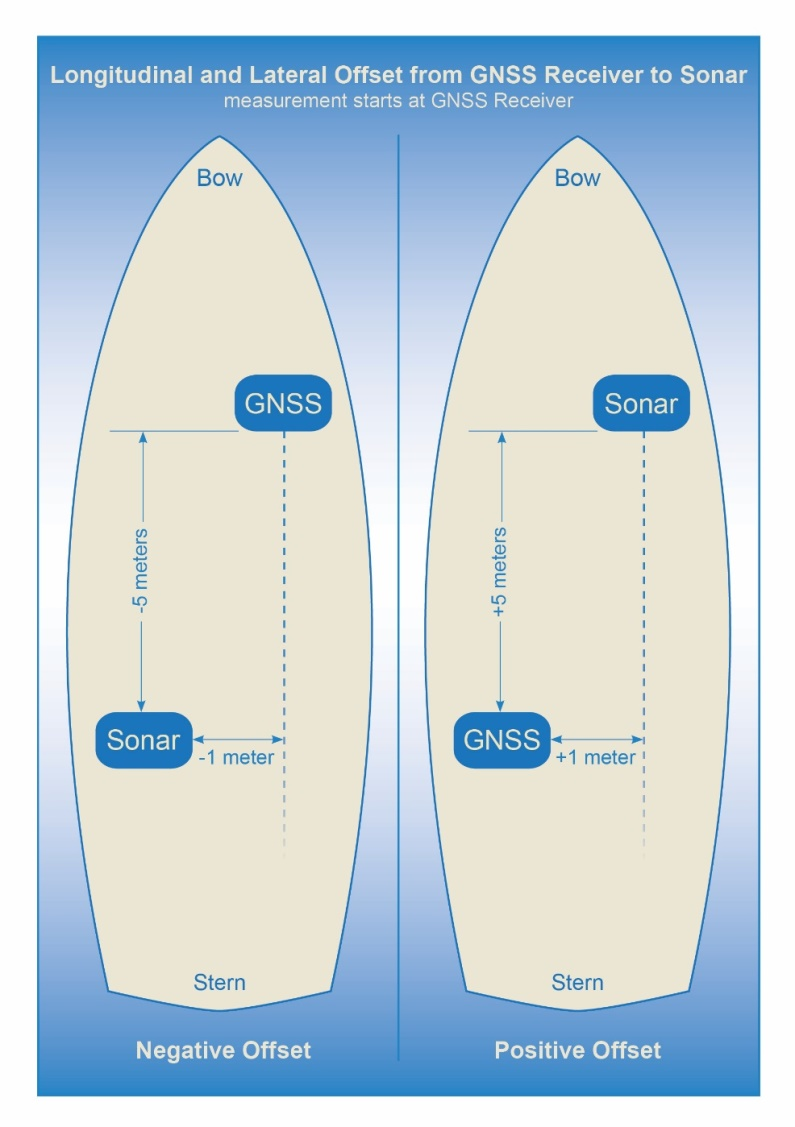 Longitudinal and Lateral Offset from GNSS Receiver to Sonar
measurement starts at GNSS Receiver
Bow
GNSS
-5 meters
Sonar
-1 meter
Stern
Negative Offset
Bow
Sonar
+5 meters
GNSS
+1 meter
Stern
Positive Offset